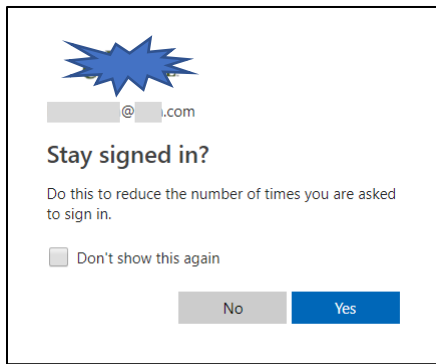 @ .com
Stay signed in?
Do this to reduce the number of times you are asked
to sign in.
Don't show this again
No
Yes